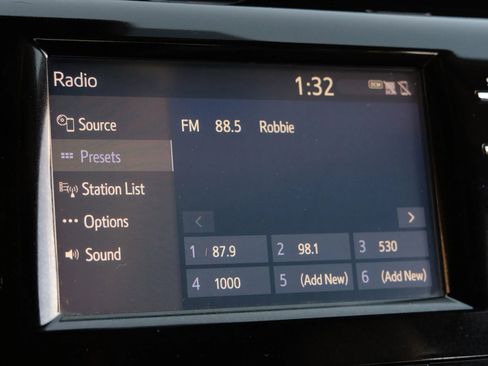 Radio 1:32 DCM
Source
FM 88.5 Robbie
Presets
Station List
Options
Sound
1 87.9 2 98.1 3 530
4 1000 5 (Add New) 6 (Add New)